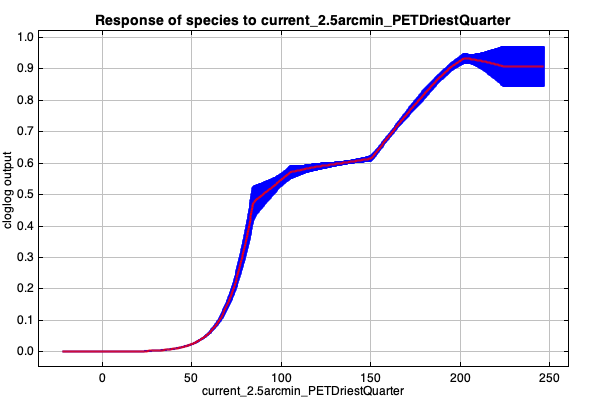 Response of species to current_2.5arcmin_PETDriestQuarter
1.0
0.9
0.8
0.7
0.6
0.5
0.4
0.3
0.2
0.1
0.0
cloglog output
0 50 100 150 200 250
current_2.5arcmin_PETDriestQuarter